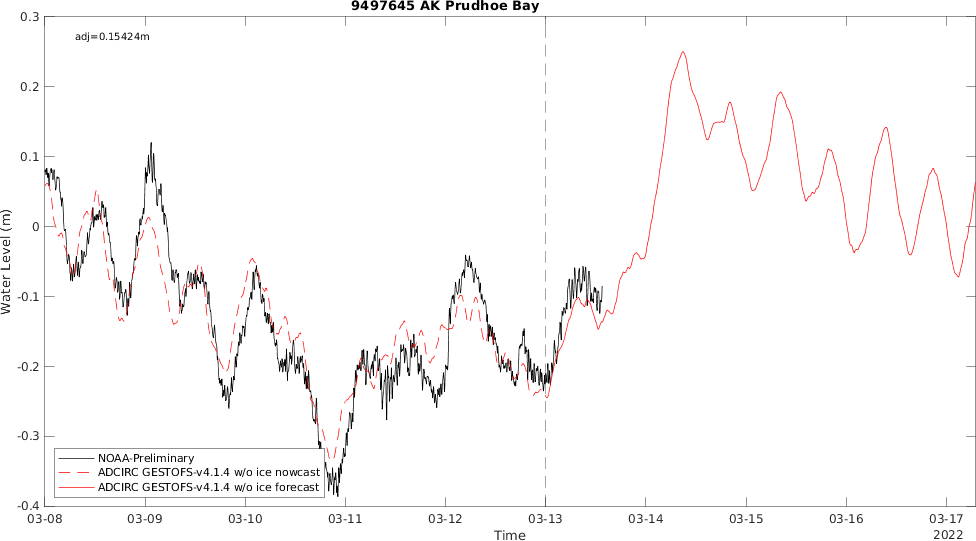 9497645 AK Prudhoe Bay
adj=0.15424m
0.3
0.2
0.1
0
-0.1
-0.2
-0.3
-0.4
Water Level (m)
NOAA-Preliminary
ADCIRC GESTOFS-v4.1.4 w/o ice nowcast
ADCIRC GESTOFS-v4.1.4 w/o ice forecast
03-08 03-09 03-10 03-11 03-12 03-13 03-14 03-15 03-16 03-17
Time
2022